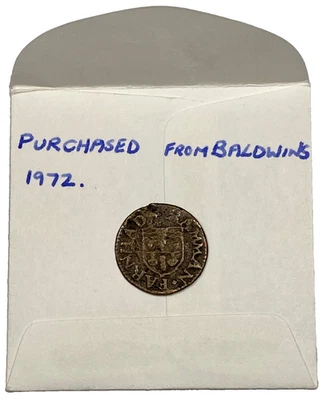 PURCHASED FROM BALDWINS
1972.